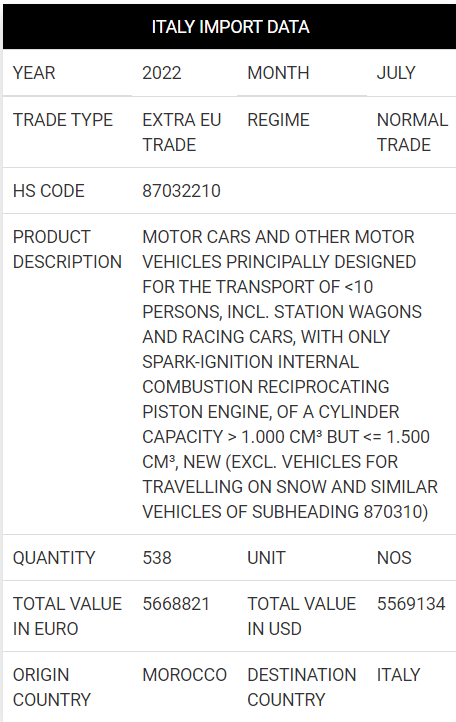 ITALY IMPORT DATA
YEAR 2022 MONTH JULY
TRADE TYPE EXTRA EU REGIME NORMAL
TRADE TRADE
HS CODE 87032210
PRODUCT MOTOR CARS AND OTHER MOTOR
DESCRIPTION VEHICLES PRINCIPALLY DESIGNED
FOR THE TRANSPORT OF <10
PERSONS, INCL. STATION WAGONS
AND RACING CARS, WITH ONLY
SPARK-IGNITION INTERNAL
COMBUSTION RECIPROCATING
PISTON ENGINE, OF A CYLINDER
CAPACITY > 1.000 CM³ BUT <= 1.500
CM³, NEW (EXCL. VEHICLES FOR
TRAVELLING ON SNOW AND SIMILAR
VEHICLES OF SUBHEADING 870310)
QUANTITY 538 UNIT NOS
TOTAL VALUE 5668821 TOTAL VALUE 5569134
IN EURO IN USD
ORIGIN MOROCCO DESTINATION ITALY
COUNTRY COUNTRY